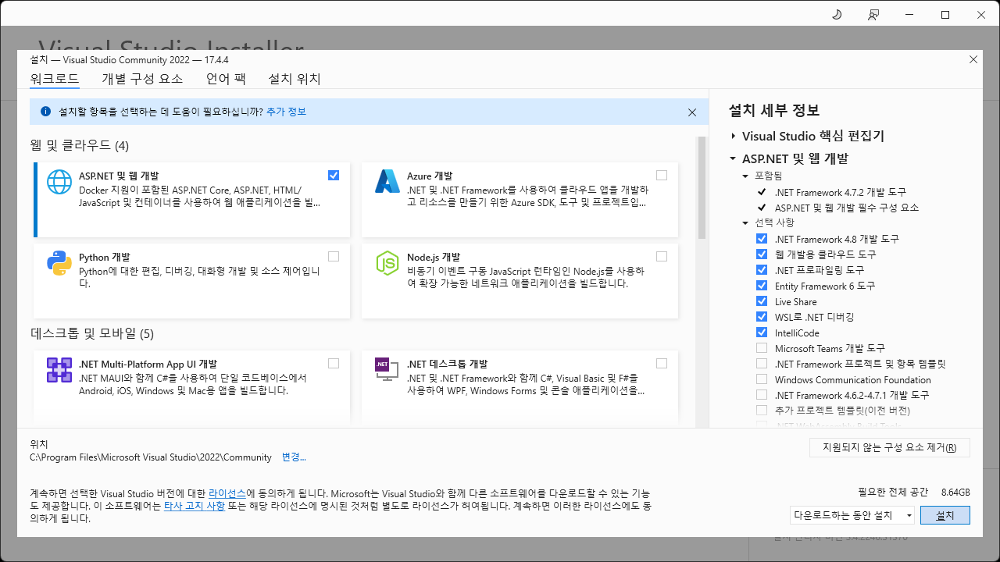 Visual Studio Installer
설치 — Visual Studio Community 2022 — 17.4.4
워크로드 개별 구성 요소 언어 팩 설치 위치
설치할 항목을 선택하는 데 도움이 필요하십니까? 추가 정보
웹 및 클라우드 (4)
ASP.NET 및 웹 개발
Docker 지원이 포함된 ASP.NET Core, ASP.NET, HTML/
JavaScript 및 컨테이너를 사용하여 웹 애플리케이션을 빌...
Azure 개발
.NET 및 .NET Framework를 사용하여 클라우드 앱을 개발하
고 리소스를 만들기 위한 Azure SDK, 도구 및 프로젝트입...
Python 개발
Python에 대한 편집, 디버깅, 대화형 개발 및 소스 제어입니
다.
Node.js 개발
비동기 이벤트 구동 JavaScript 런타임인 Node.js를 사용하
여 확장 가능한 네트워크 애플리케이션을 빌드합니다.
데스크톱 및 모바일 (5)
.NET Multi-Platform App UI 개발
.NET MAUI와 함께 C#을 사용하여 단일 코드베이스에서
Android, iOS, Windows 및 Mac용 앱을 빌드합니다.
.NET
.NET 데스크톱 개발
.NET 및 .NET Framework와 함께 C#, Visual Basic 및 F#을
사용하여 WPF, Windows Forms 및 콘솔 애플리케이션을...
설치 세부 정보
Visual Studio 핵심 편집기
ASP.NET 및 웹 개발
포함됨
.NET Framework 4.7.2 개발 도구
ASP.NET 및 웹 개발 필수 구성 요소
선택 사항
.NET Framework 4.8 개발 도구
웹 개발용 클라우드 도구
.NET 프로파일링 도구
Entity Framework 6 도구
Live Share
WSL로 .NET 디버깅
IntelliCode
Microsoft Teams 개발 도구
.NET Framework 프로젝트 및 항목 템플릿
Windows Communication Foundation
.NET Framework 4.6.2-4.7.1 개발 도구
추가 프로젝트 템플릿(이전 버전)
.NET WebAssembly Build Tools
위치
C:\Program Files\Microsoft Visual Studio\2022\Community 변경...
지원되지 않는 구성 요소 제거(R)
계속하면 선택한 Visual Studio 버전에 대한 라이선스에 동의하게 됩니다. Microsoft는 Visual Studio와 함께 다른 소프트웨어를 다운로드할 수 있는 기능
도 제공합니다. 이 소프트웨어는 타사 고지 사항 또는 해당 라이선스에 명시된 것처럼 별도로 라이선스가 허여됩니다. 계속하면 이러한 라이선스에도 동
의하게 됩니다.
필요한 전체 공간 8.64GB
다운로드하는 동안 설치 설치